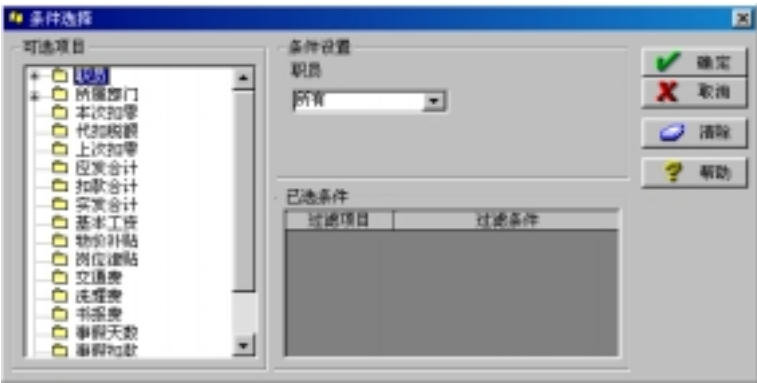 条件选择
可选项目
职员
所属部门
本次扣零
代扣税额
上次扣零
应发合计
扣款合计
实发合计
基本工资
物价补贴
岗位津贴
交通费
洗理费
书报费
事假天数
事假扣款
条件设置
职员
所有
已选条件
过滤项目 过滤条件
确定
取消
清除
帮助